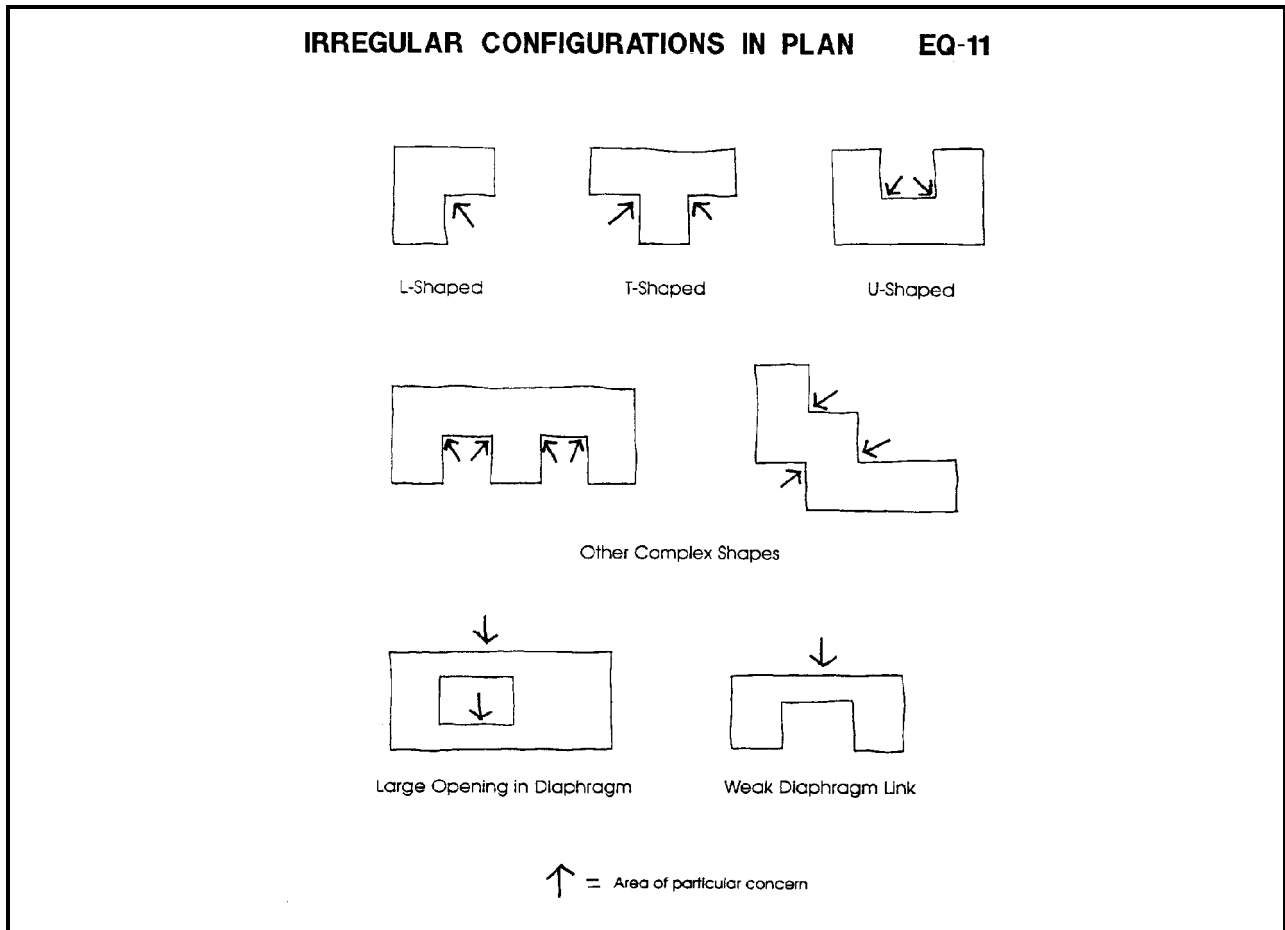 IRREGULAR CONFIGURATIONS IN PLAN EQ-11
L-Shaped T-Shaped U-Shaped
Other Complex Shapes
Large Opening in Diaphragm Weak Diaphragm Link
= Area of particular concern